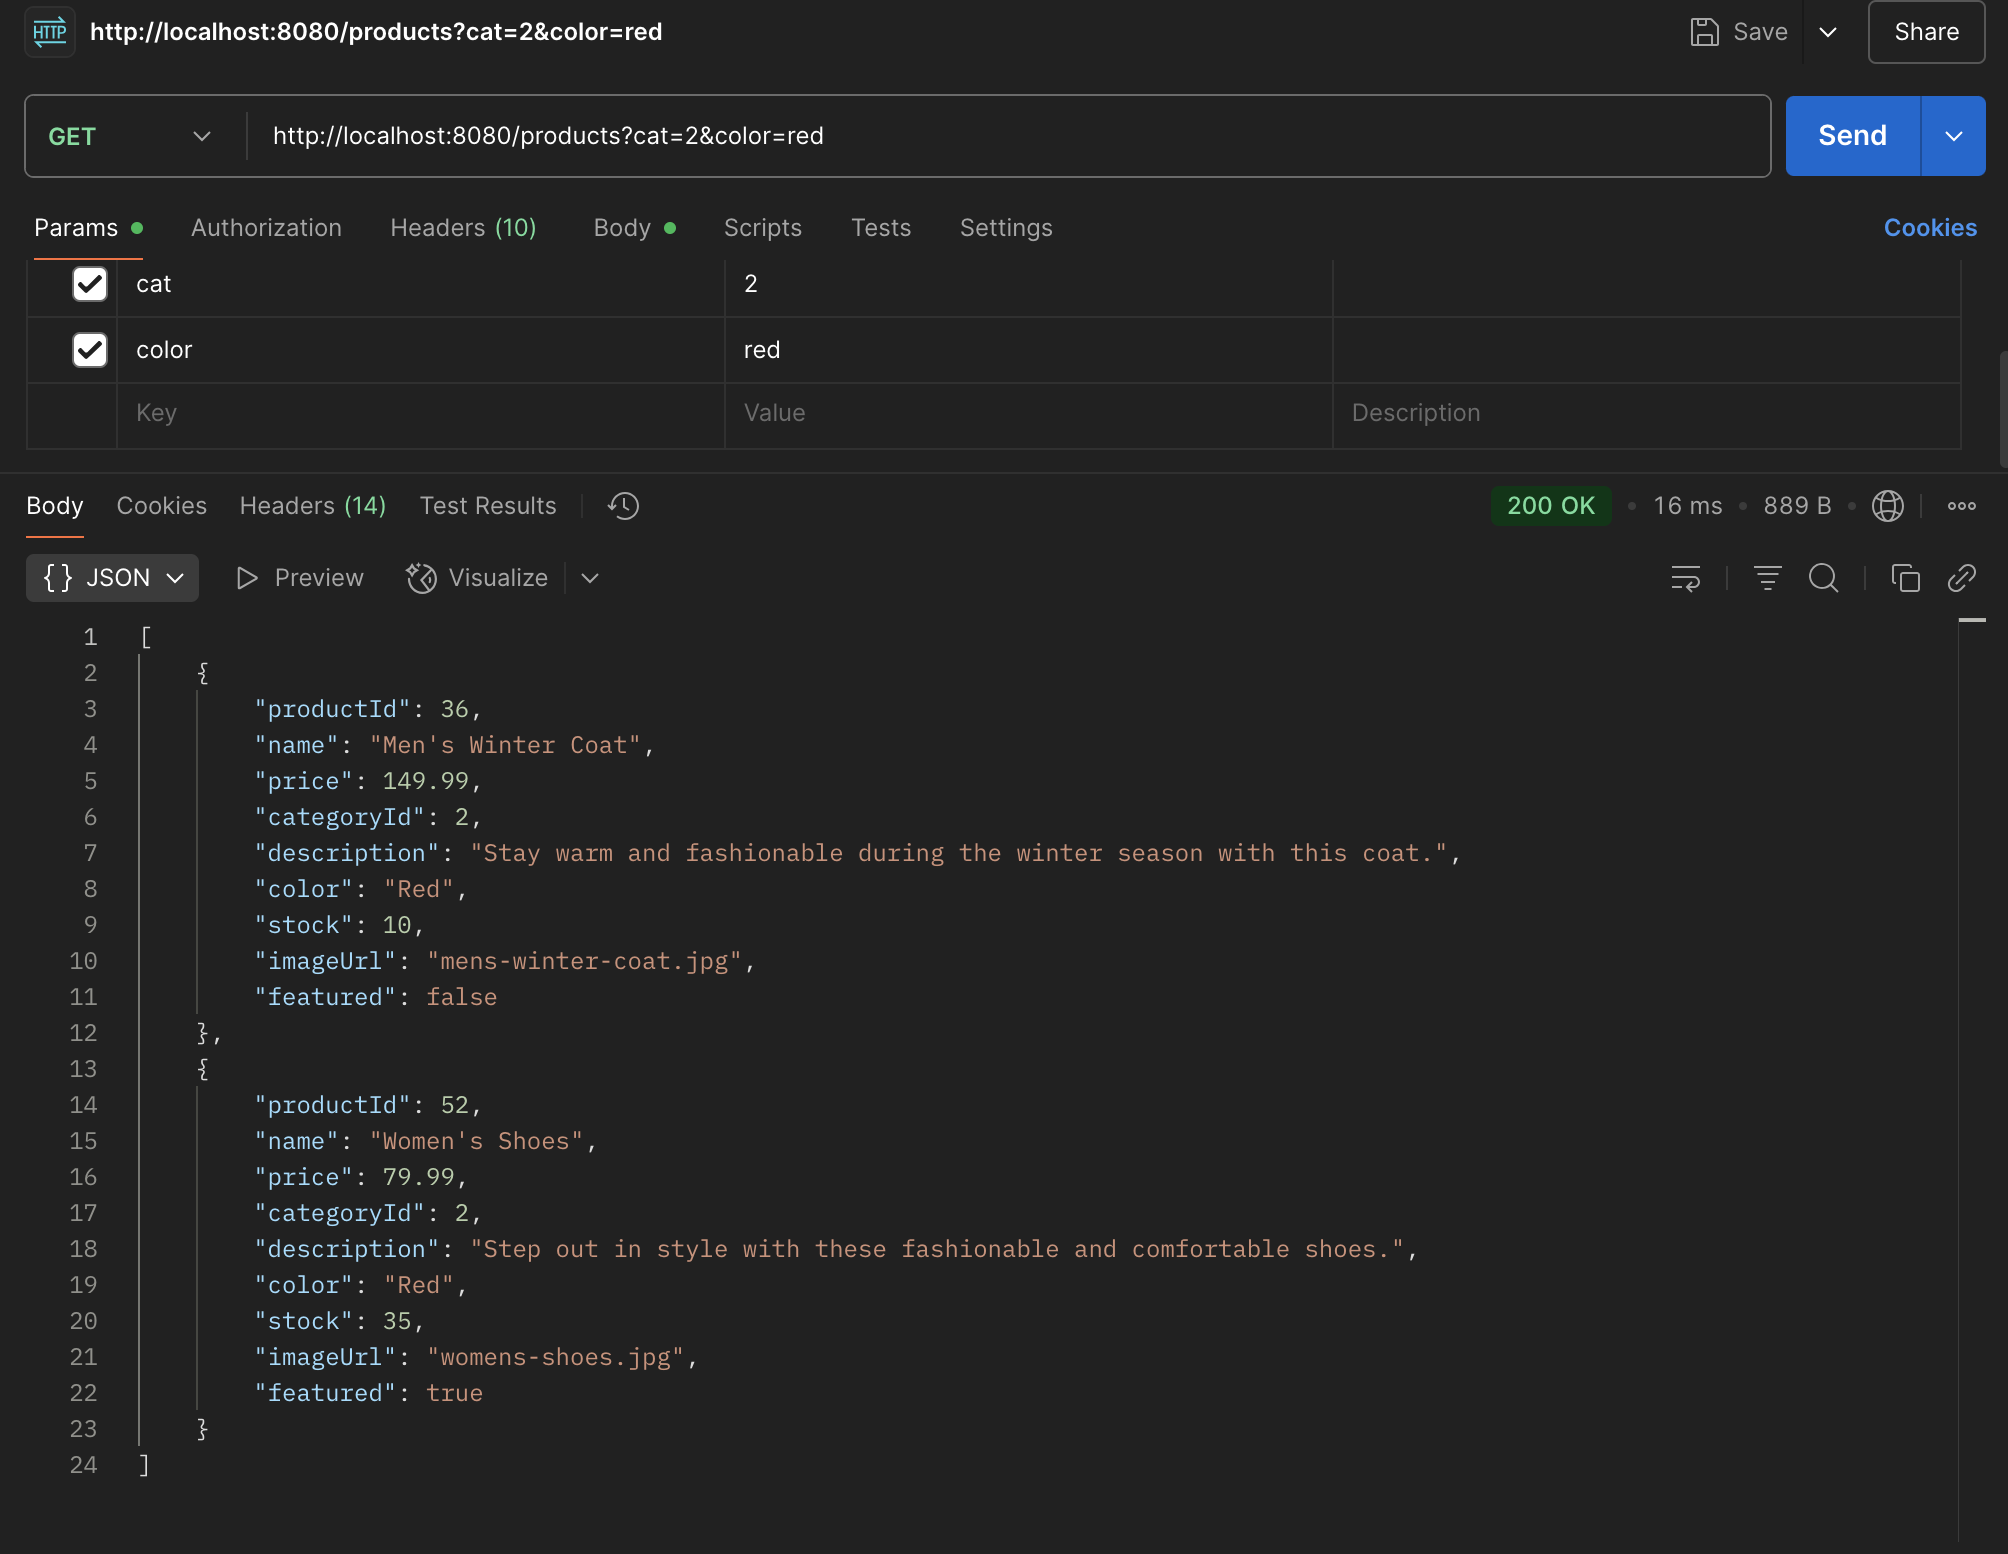 HTTP http://localhost:8080/products?cat=2&color=red Save Share
GET http://localhost:8080/products?cat=2&color=red Send
Params Authorization Headers (10) Body Scripts Tests Settings Cookies
cat 2
color red
Key Value Description
Body Cookies Headers (14) Test Results 200 OK • 16 ms • 889 B •
{} JSON Preview Visualize
1 [
2 {
3 "productId": 36,
4 "name": "Men's Winter Coat",
5 "price": 149.99,
6 "categoryId": 2,
7 "description": "Stay warm and fashionable during the winter season with this coat.",
8 "color": "Red",
9 "stock": 10,
10 "imageUrl": "mens-winter-coat.jpg",
11 "featured": false
12 },
13 {
14 "productId": 52,
15 "name": "Women's Shoes",
16 "price": 79.99,
17 "categoryId": 2,
18 "description": "Step out in style with these fashionable and comfortable shoes.",
19 "color": "Red",
20 "stock": 35,
21 "imageUrl": "womens-shoes.jpg",
22 "featured": true
23 }
24 ]